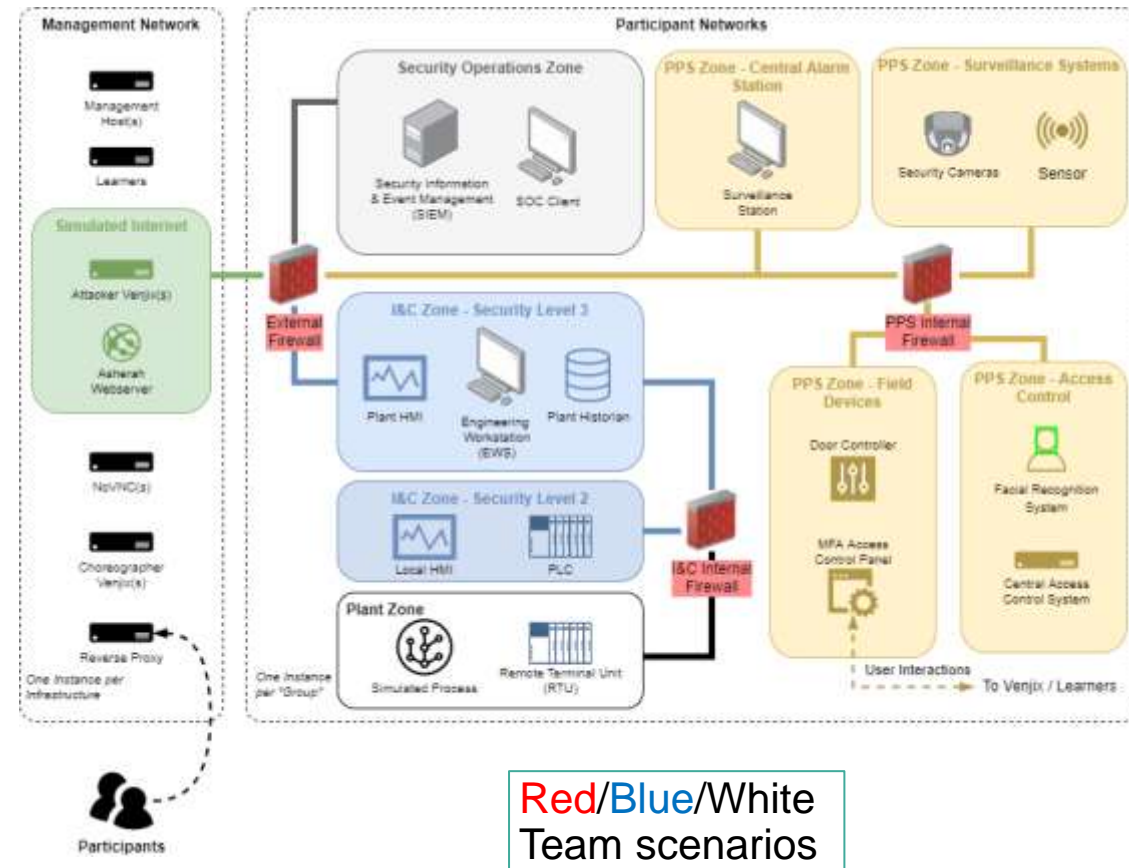 Management Network
Management
Host(s)
Learners
Simulated Internet
Attacker Venjix(s)
Asherah
Webserver
NoVNC(s)
Choreographer
Venjix(s)
Reverse Proxy
One Instance per
Infrastructure
Participants
Participant Networks
Security Operations Zone
Security Information
& Event Management
(SIEM)
SOC Client
PPS Zone - Central Alarm
Station
Surveillance
Station
PPS Zone - Surveillance Systems
Security Cameras
Sensor
External
Firewall
I&C Zone - Security Level 3
Plant HMI
Engineering
Workstation
(EWS)
Plant Historian
PPS Internal
Firewall
I&C Zone - Security Level 2
Local HMI
PLC
I&C Internal
Firewall
Plant Zone
Simulated Process
Remote Terminal Unit
(RTU)
One Instance
per "Group"
PPS Zone - Field
Devices
Door Controller
MFA Access
Control Panel
PPS Zone - Access
Control
Facial Recognition
System
Central Access
Control System
User Interactions
To Venjix / Learners
Red/Blue/White
Team scenarios